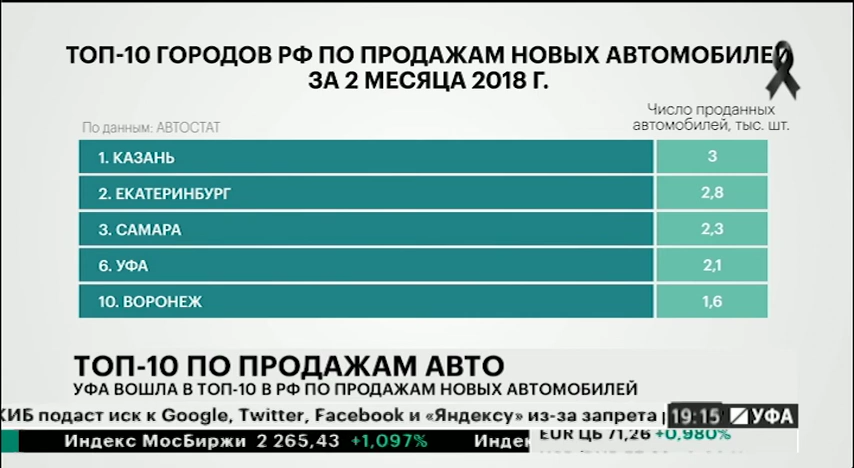 ТОП-10 ГОРОДОВ РФ ПО ПРОДАЖАМ НОВЫХ АВТОМОБИЛЕЙ
ЗА 2 МЕСЯЦА 2018 Г.
По данным: АВТОСТАТ
Число проданных
автомобилей, тыс. шт.
1. КАЗАНЬ 3
2. ЕКАТЕРИНБУРГ 2,8
3. САМАРА 2,3
6. УФА 2,1
10. ВОРОНЕЖ 1,6
ТОП-10 ПО ПРОДАЖАМ АВТО
УФА ВОШЛА В ТОП-10 В РФ ПО ПРОДАЖАМ НОВЫХ АВТОМОБИЛЕЙ
КИБ подаст иск к Google, Twitter, Facebook и «Яндексу» из-за запрета 19:15 УФА
Индекс МосБиржи 2 265,43 +1,097% EUR ЦБ 71,26 +0,980%